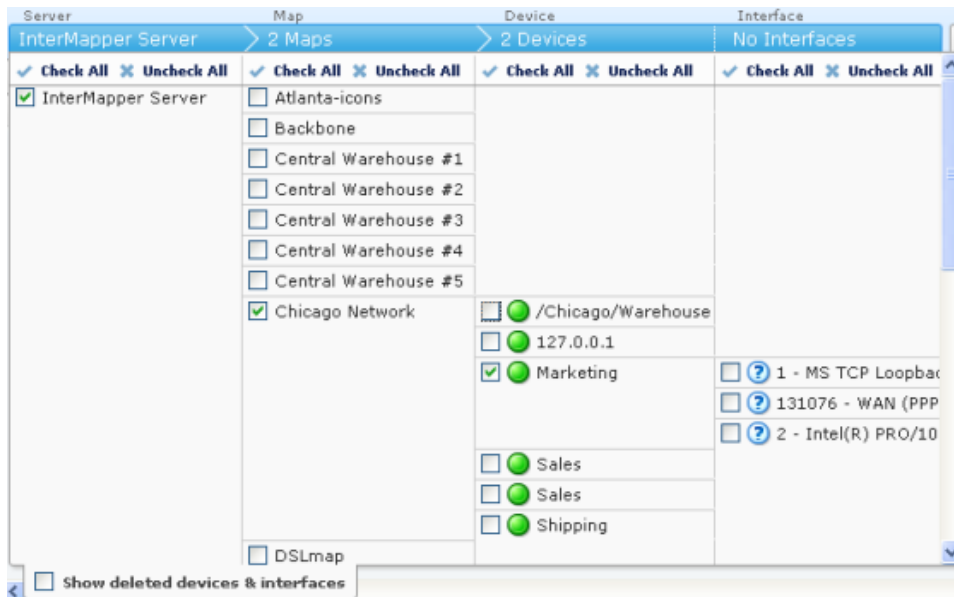 Server Map Device Interface
InterMapper Server 2 Maps 2 Devices No Interfaces
Check All Uncheck All Check All Uncheck All Check All Uncheck All Check All Uncheck All
InterMapper Server Atlanta-icons
Backbone
Central Warehouse #1
Central Warehouse #2
Central Warehouse #3
Central Warehouse #4
Central Warehouse #5
Chicago Network /Chicago/Warehouse
127.0.0.1
Marketing 1 - MS TCP Loopbac
131076 - WAN (PPP
2 - Intel(R) PRO/10
Sales
Sales
Shipping
DSLmap
Show deleted devices & interfaces